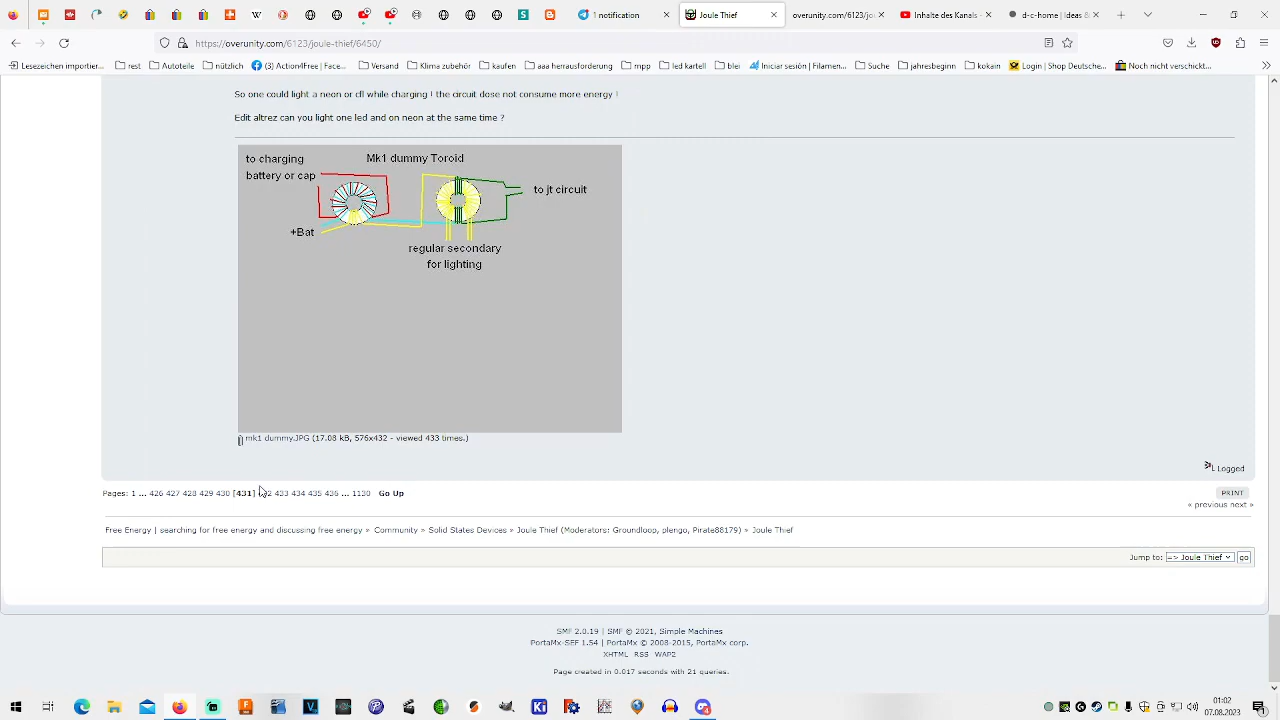 1 notification
Joule Thief
overunity.com/6123/jo
Inhalte des Kanals -
d-c-home | Ideas
https://overunity.com/6123/joule-thief/6450/
Lesezeichen importier...
rest
Autoteile
nützlich
(3) Action4Free | Face...
Versand
Klima zubehör
kaufen
aaa herrausforderung
mpp
led kartell
blei
Iniciar sesión | Filamen...
Suche
jahresbeginn
kokain
Login | Shop Deutsche...
Noch nicht verschickt...
So one could light a neon or cfl while charging ! the circuit dose not consume more energy !
Edit altrez can you light one led and on neon at the same time ?
to charging
battery or cap
Mk1 dummy Toroid
to jt circuit
+Bat
regular secondary
for lighting
mk1 dummy.JPG (17.08 kB, 576x432 - viewed 433 times.)
Logged
Pages: 1 ... 426 427 428 429 430 [431] 432 433 434 435 436 ... 1130 Go Up
PRINT
« previous next »
Free Energy | searching for free energy and discussing free energy » Community » Solid States Devices » Joule Thief (Moderators: Groundloop, plengo, Pirate88179) » Joule Thief
Jump to: => Joule Thief go
SMF 2.0.19 | SMF © 2021, Simple Machines
PortaMx-SEF 1.54 | PortaMx © 2008-2015, PortaMx corp.
XHTML RSS WAP2
Page created in 0.017 seconds with 21 queries.
01:02
07.08.2023